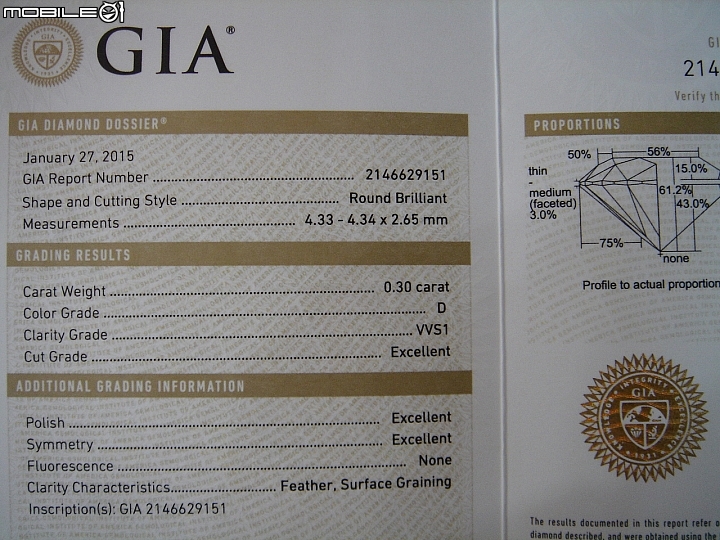 MOBILE01
GIA®
GIA DIAMOND DOSSIER®
January 27, 2015
GIA Report Number 2146629151
Shape and Cutting Style Round Brilliant
Measurements 4.33 - 4.34 x 2.65 mm
GRADING RESULTS
Carat Weight 0.30 carat
Color Grade D
Clarity Grade VVS1
Cut Grade Excellent
ADDITIONAL GRADING INFORMATION
Polish Excellent
Symmetry Excellent
Fluorescence None
Clarity Characteristics Feather, Surface Graining
Inscription(s): GIA 2146629151
GI
214
Verify th
PROPORTIONS
50%
56%
15.0%
thin
-
medium
(faceted)
3.0%
61.2%
43.0%
75%
none
Profile to actual proportion
GIA
1931
The results documented in this report refer o
diamond described, and were obtained using the